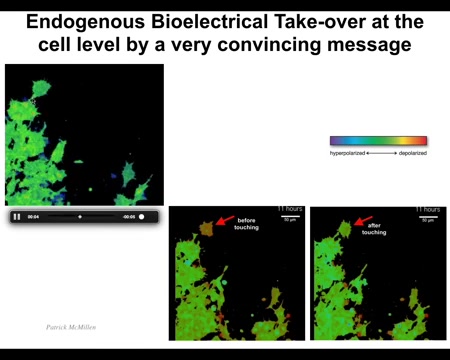 Endogenous Bioelectrical Take-over at the
cell level by a very convincing message
hyperpolarized
depolarized
00:04
-00:05
11 hours
50 µm
before
touching
11 hours
50 µm
after
touching
Patrick McMillen